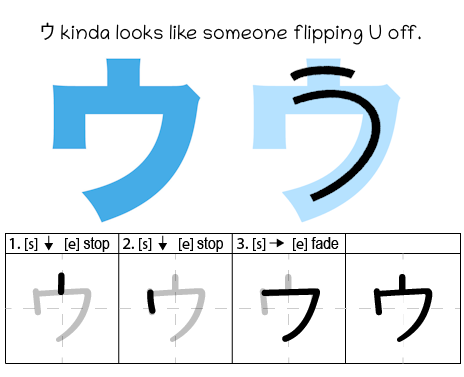 ウ kinda looks like someone flipping U off.
ウ う
1. [s] ↓ [e] stop 2. [s] ↓ [e] stop 3. [s] → [e] fade
ウ ウ ウ ウ